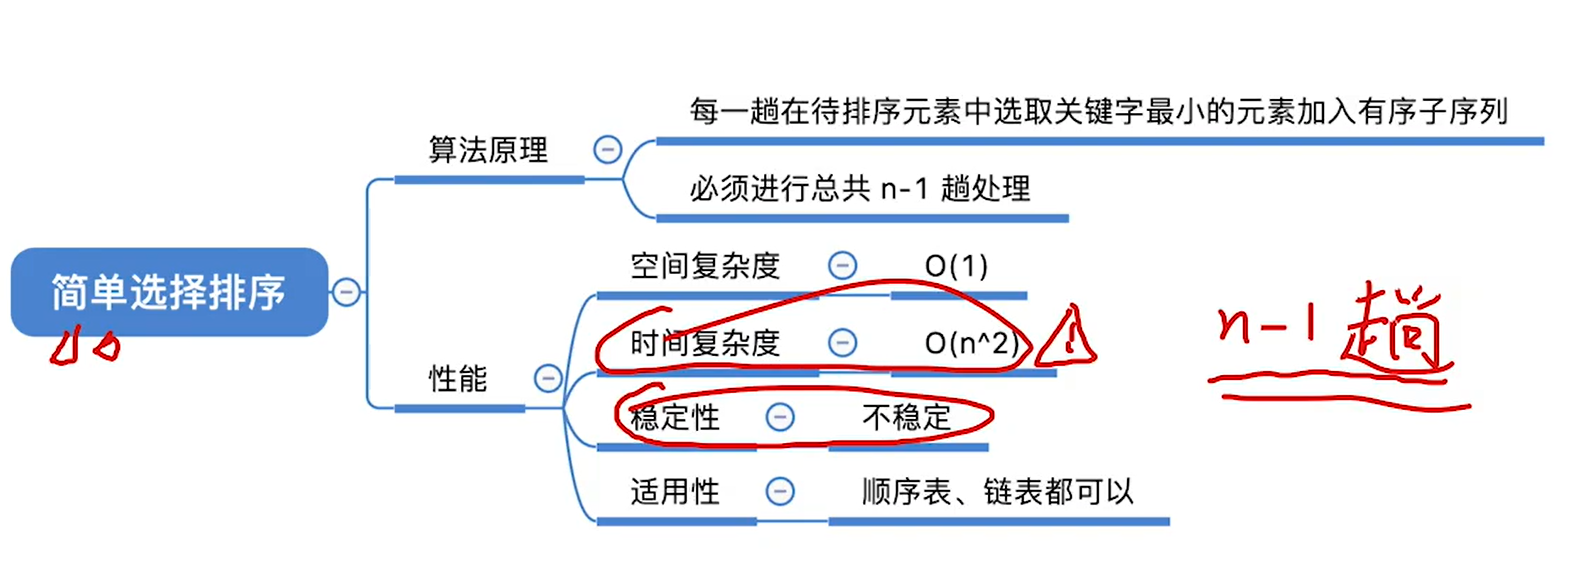 每一趟在待排序元素中选取关键字最小的元素加入有序子序列
算法原理
必须进行总共 n-1 趟处理
简单选择排序
空间复杂度 O(1)
时间复杂度 O(n^2)
n-1 趟
性能
稳定性 不稳定
适用性 顺序表、链表都可以